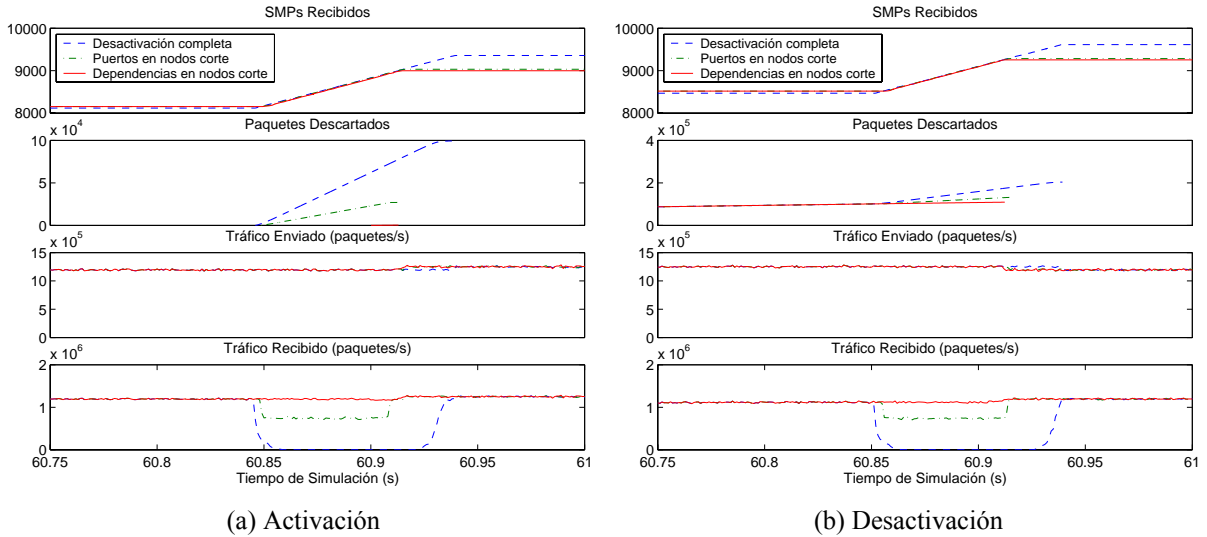 SMPs Recibidos
10000
9000
8000
Desactivación completa
Puertos en nodos corte
Dependencias en nodos corte
Paquetes Descartados
x 10^4
10
5
0
Tráfico Enviado (paquetes/s)
x 10^5
15
10
5
0
Tráfico Recibido (paquetes/s)
x 10^6
2
1
0
60.75 60.8 60.85 60.9 60.95 61
Tiempo de Simulación (s)
(a) Activación
SMPs Recibidos
10000
9000
8000
Desactivación completa
Puertos en nodos corte
Dependencias en nodos corte
Paquetes Descartados
x 10^5
4
2
0
Tráfico Enviado (paquetes/s)
x 10^5
15
10
5
0
Tráfico Recibido (paquetes/s)
x 10^6
2
1
0
60.75 60.8 60.85 60.9 60.95 61
Tiempo de Simulación (s)
(b) Desactivación